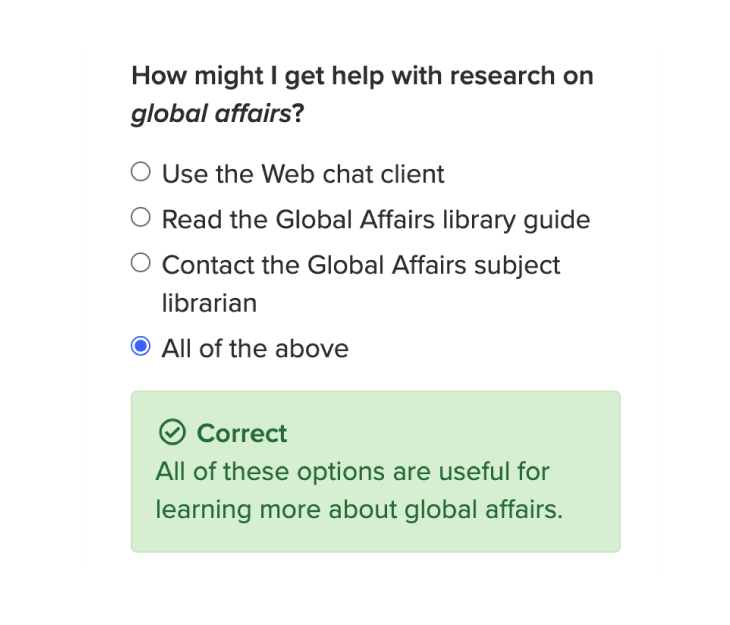 How might I get help with research on
global affairs?
Use the Web chat client
Read the Global Affairs library guide
Contact the Global Affairs subject
librarian
All of the above
Correct
All of these options are useful for
learning more about global affairs.